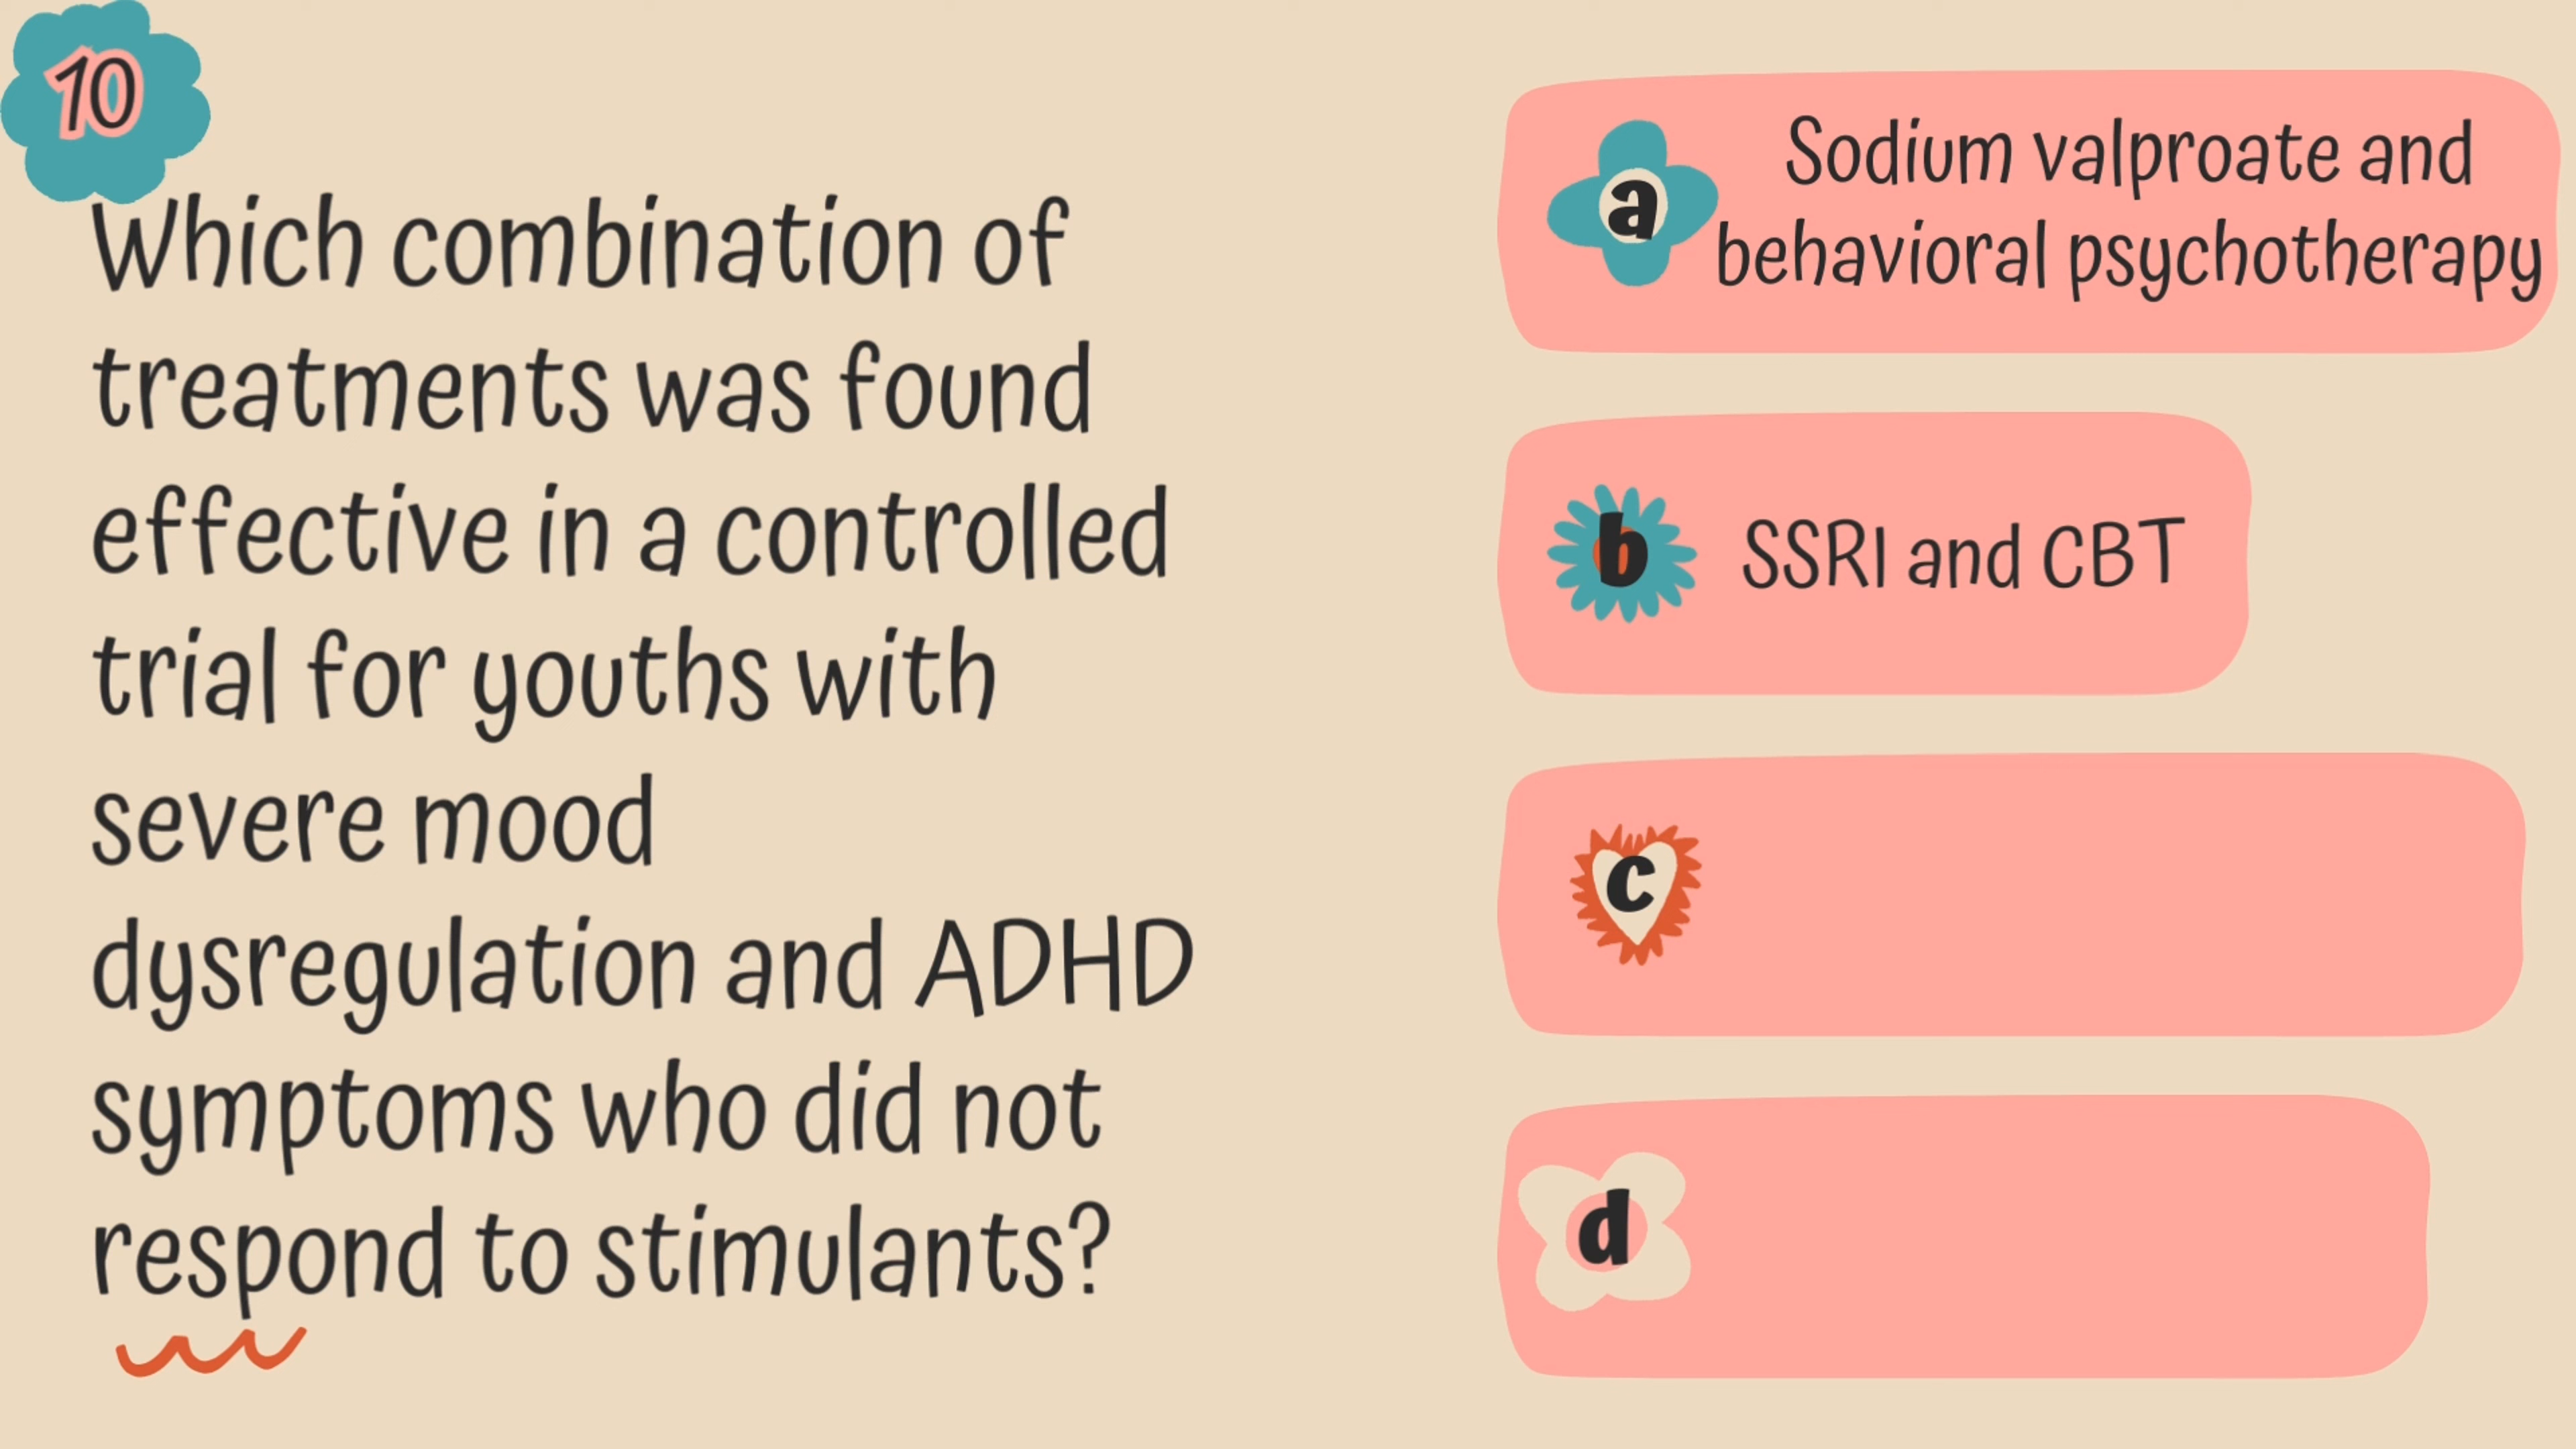 10
Which combination of
treatments was found
effective in a controlled
trial for youths with
severe mood
dysregulation and ADHD
symptoms who did not
respond to stimulants?
a
Sodium valproate and
behavioral psychotherapy
b
SSRI and CBT
c
d